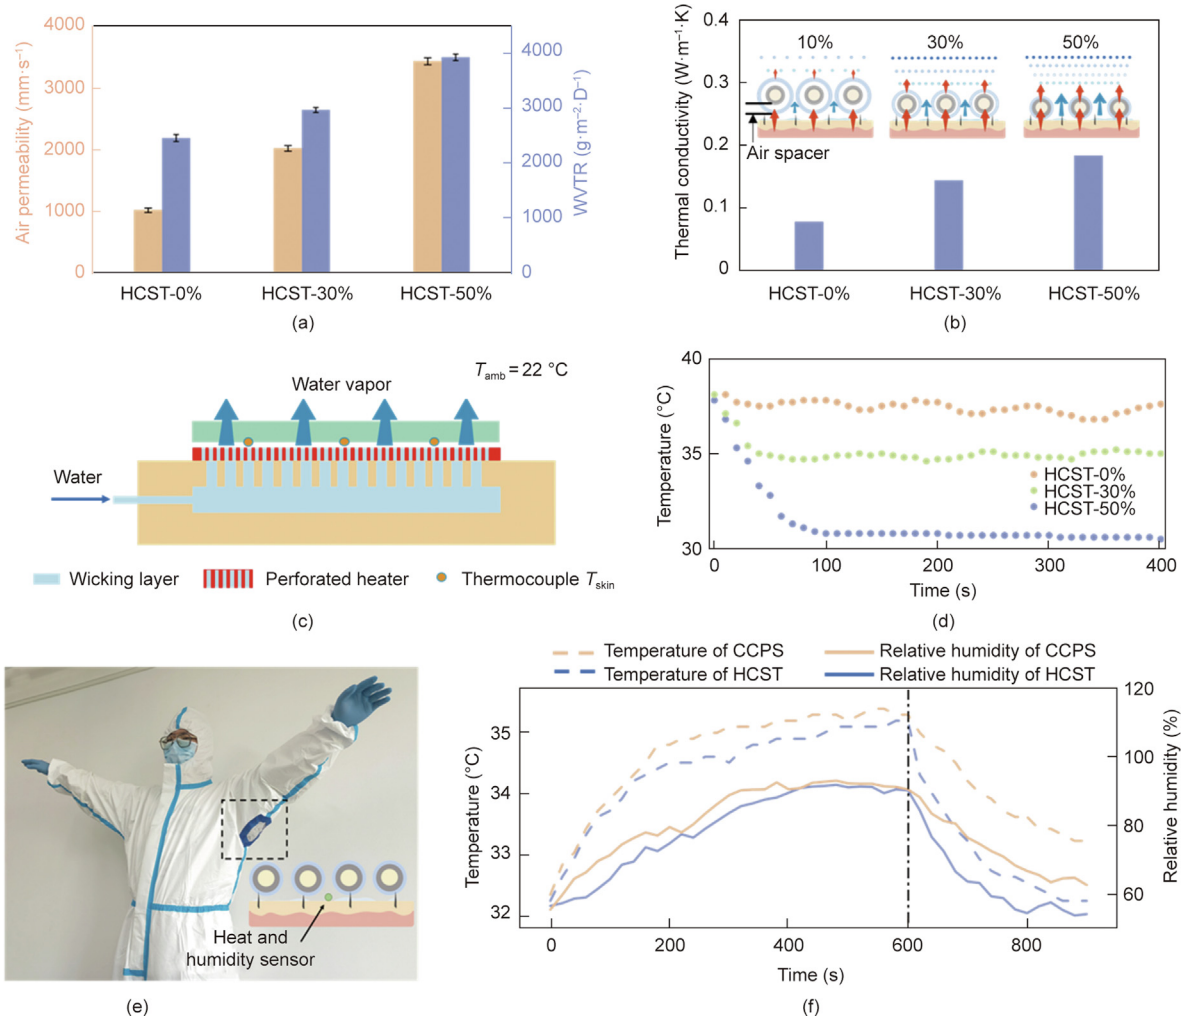 4000
3000
2000
1000
0
Air permeability (mm·s⁻¹)
4000
3000
2000
1000
0
WVTR (g·m⁻²·D⁻¹)
HCST-0%
HCST-30%
HCST-50%
(a)
0.4
0.3
0.2
0.1
0
Thermal conductivity (W·m⁻¹·K)
10%
30%
50%
Air spacer
HCST-0%
HCST-30%
HCST-50%
(b)
Water vapor
Tamb = 22 °C
Water
Wicking layer
Perforated heater
Thermocouple Tskin
(c)
40
35
30
Temperature (°C)
HCST-0%
HCST-30%
HCST-50%
0
100
200
300
400
Time (s)
(d)
Heat and
humidity sensor
(e)
Temperature of CCPS
Relative humidity of CCPS
Temperature of HCST
Relative humidity of HCST
35
34
33
32
Temperature (°C)
120
100
80
60
Relative humidity (%)
0
200
400
600
800
Time (s)
(f)